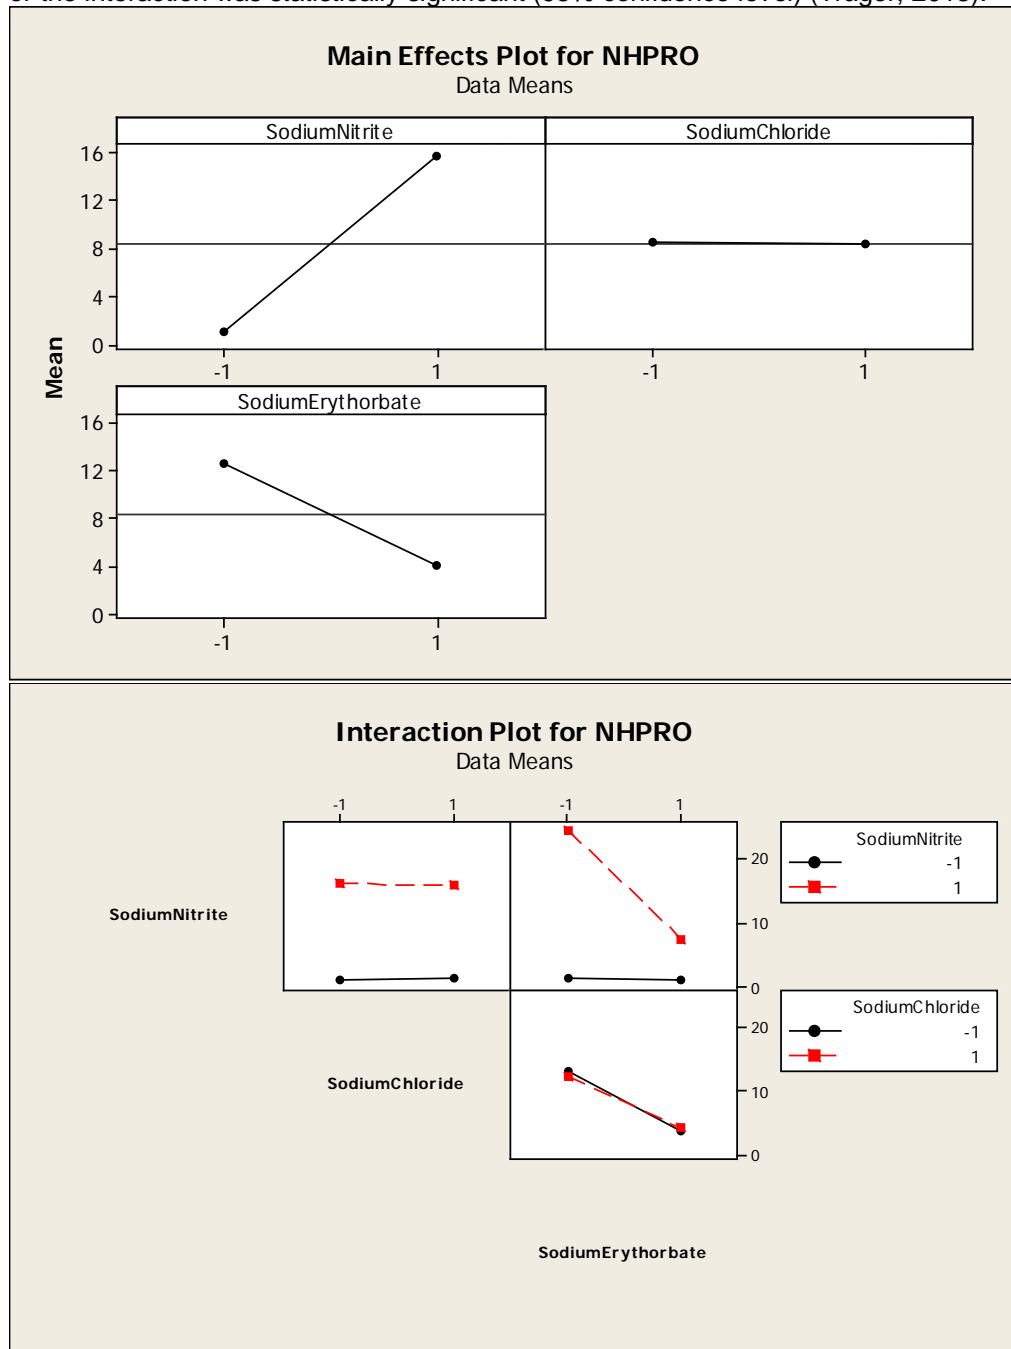 Main Effects Plot for NHPRO
Data Means
SodiumNitrite SodiumChloride
16
12
8
4
0
-1 1 -1 1
Mean
SodiumErythorbate
16
12
8
4
0
-1 1
Interaction Plot for NHPRO
Data Means
-1 1 -1 1
SodiumNitrite
20
10
0
SodiumNitrite
-1
1
SodiumChloride
20
10
0
SodiumChloride
-1
1
SodiumErythorbate